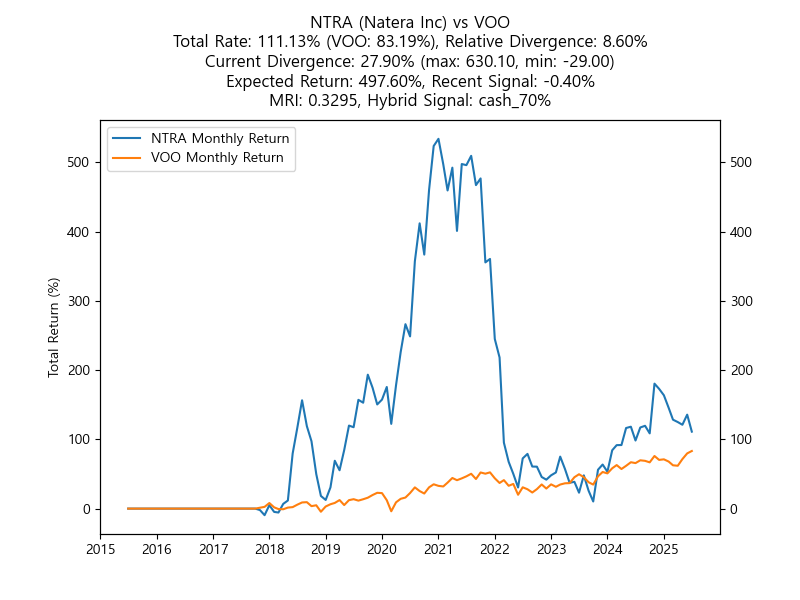 NTRA (Natera Inc) vs VOO
Total Rate: 111.13% (VOO: 83.19%), Relative Divergence: 8.60%
Current Divergence: 27.90% (max: 630.10, min: -29.00)
Expected Return: 497.60%, Recent Signal: -0.40%
MRI: 0.3295, Hybrid Signal: cash_70%
NTRA Monthly Return
VOO Monthly Return
Total Return (%)
500
400
300
200
100
0
500
400
300
200
100
0
2015 2016 2017 2018 2019 2020 2021 2022 2023 2024 2025